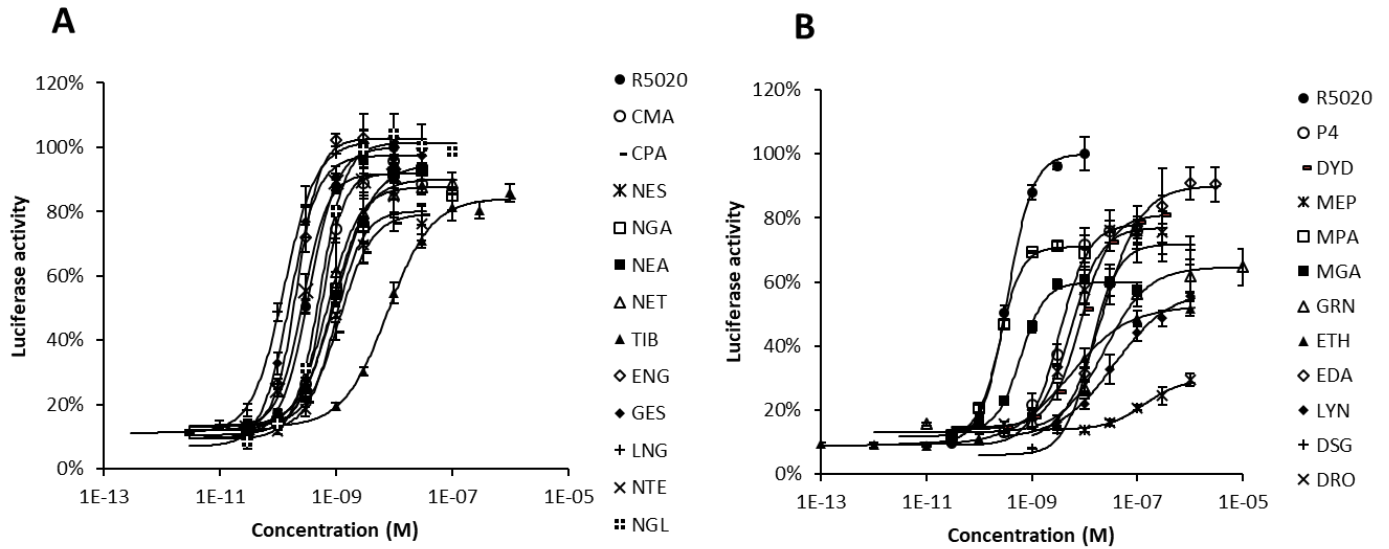 A
Luciferase activity
120%
100%
80%
60%
40%
20%
0%
1E-13
1E-11
1E-09
1E-07
1E-05
Concentration (M)
R5020
CMA
CPA
NES
NGA
NEA
NET
TIB
ENG
GES
LNG
NTE
NGL
B
Luciferase activity
120%
100%
80%
60%
40%
20%
0%
1E-13
1E-11
1E-09
1E-07
1E-05
Concentration (M)
R5020
P4
DYD
MEP
MPA
MGA
GRN
ETH
EDA
LYN
DSG
DRO